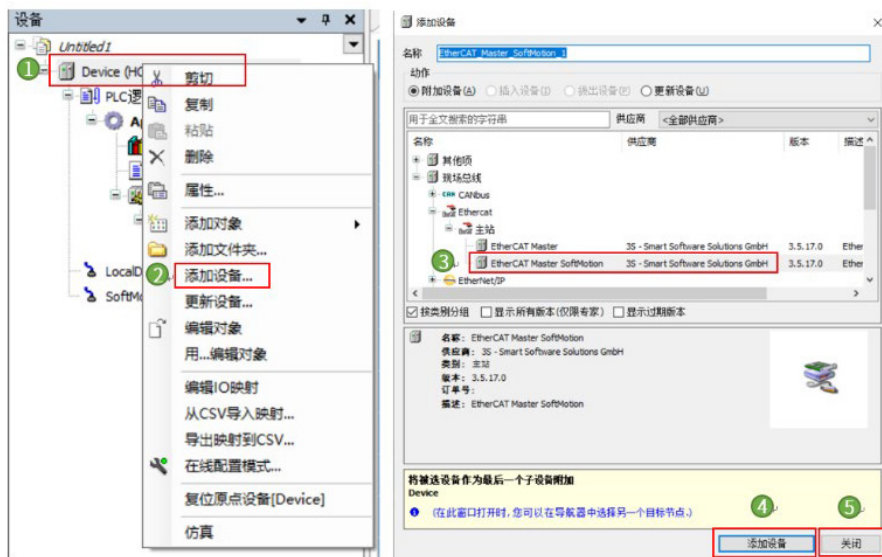 设备
Untitled1
1
Device (HC
PLC逻
Ap
LocalD
SoftMo
剪切
复制
粘贴
删除
属性...
添加对象
添加文件夹...
2
添加设备...
更新设备...
编辑对象
用...编辑对象
编辑IO映射
从CSV导入映射...
导出映射到CSV...
在线配置模式...
复位原点设备[Device]
仿真
添加设备
名称 EtherCAT_Master_SoftMotion_1
动作
附加设备(A) 插入设备(I) 拔出设备(P) 更新设备(U)
用于全文搜索的字符串 供应商 <全部供应商>
名称 供应商 版本 描述
其他项
现场总线
CAN CANbus
Ethercat
主站
EtherCAT Master 3S - Smart Software Solutions GmbH 3.5.17.0 Ether
3
EtherCAT Master SoftMotion 3S - Smart Software Solutions GmbH 3.5.17.0 Ether
EtherNet/IP
按类别分组 显示所有版本(仅限专家) 显示过期版本
名称: EtherCAT Master SoftMotion
供应商: 3S - Smart Software Solutions GmbH
类别: 主站
版本: 3.5.17.0
订单号:
描述: EtherCAT Master SoftMotion
将被选设备作为最后一个子设备附加
Device
(在此窗口打开时,您可以在导航器中选择另一个目标节点.)
4 5
添加设备 关闭